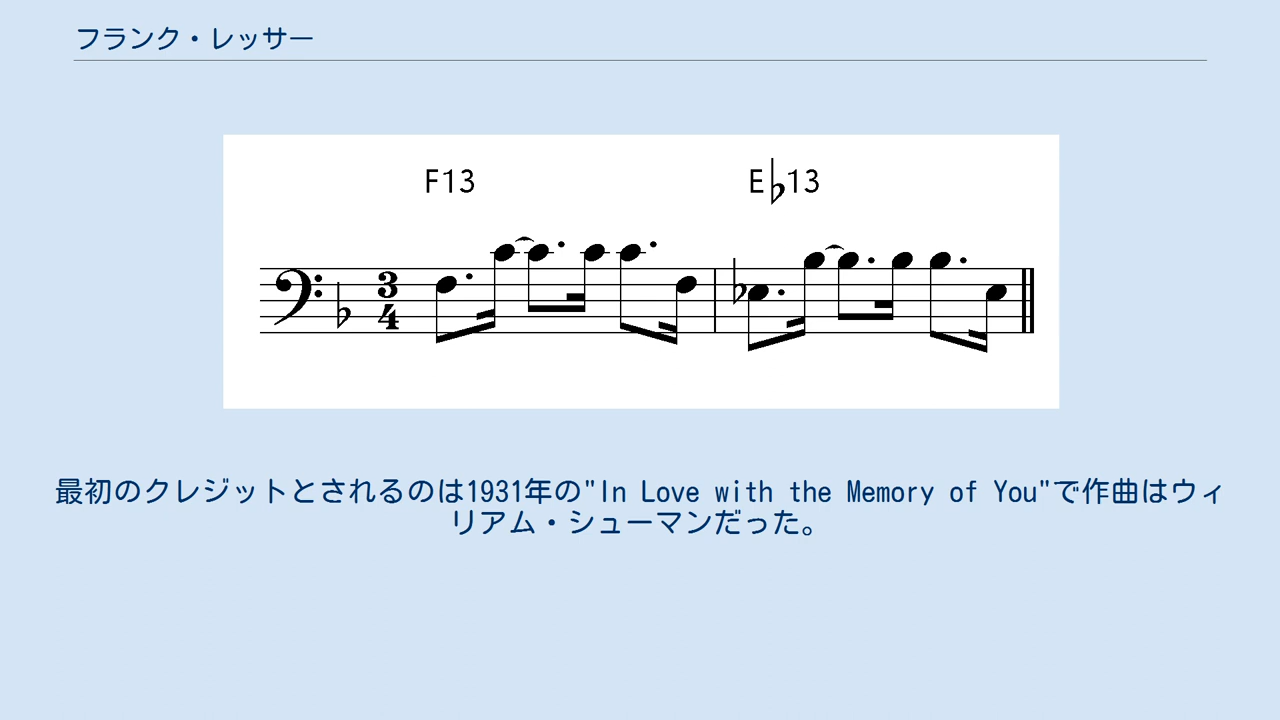 フランク・レッサー
F13 E♭13
3
4
最初のクレジットとされるのは1931年の"In Love with the Memory of You"で作曲はウィ
リアム・シューマンだった。